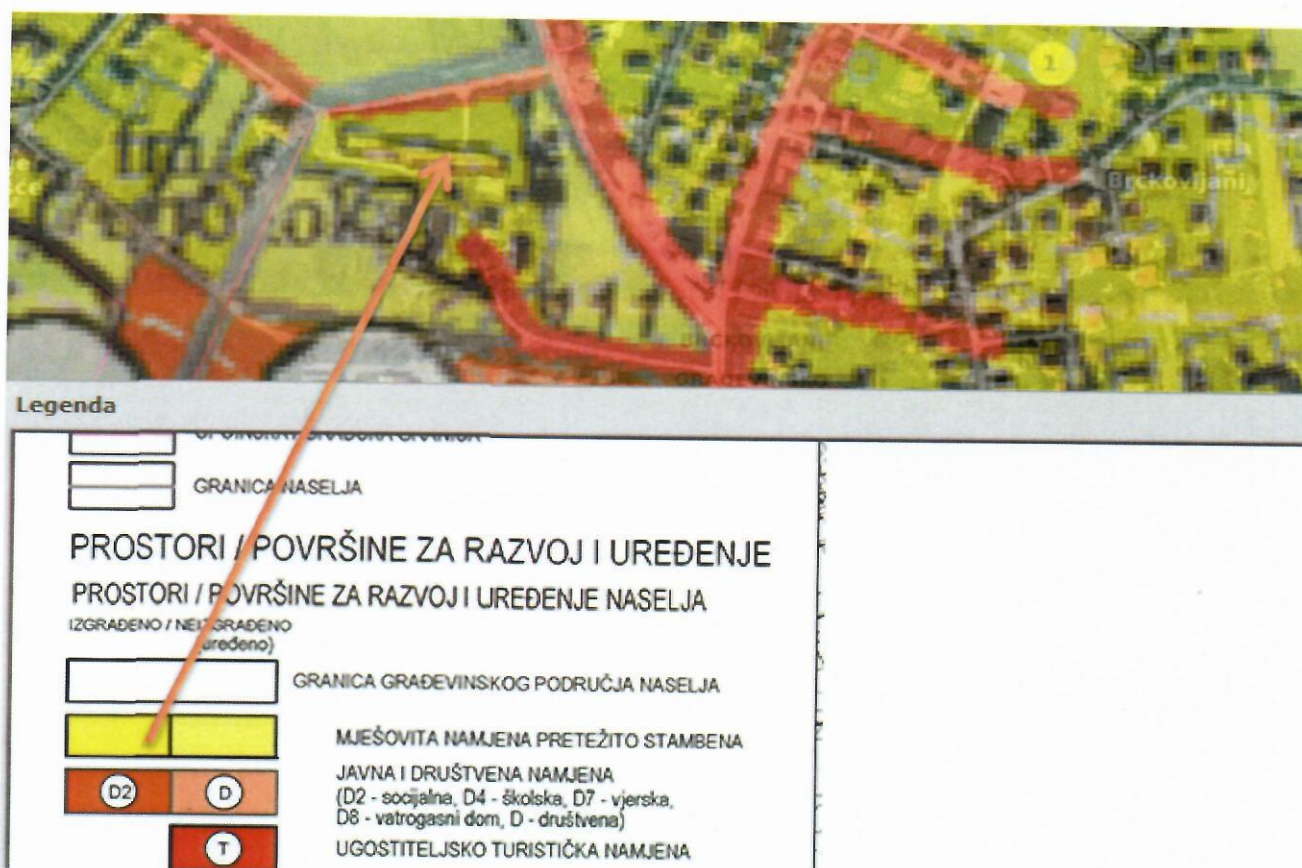 1
Brckovljani
Legenda
GRANICA NASELJA
PROSTORI / POVRŠINE ZA RAZVOJ I UREĐENJE
PROSTORI / POVRŠINE ZA RAZVOJ I UREĐENJE NASELJA
IZGRAĐENO / NEIZGRAĐENO
(uređeno)
GRANICA GRAĐEVINSKOG PODRUČJA NASELJA
MJEŠOVITA NAMJENA PRETEŽITO STAMBENA
D2 D JAVNA I DRUŠTVENA NAMJENA
(D2 - socijalna, D4 - školska, D7 - vjerska,
D8 - vatrogasni dom, D - društvena)
T UGOSTITELJSKO TURISTIČKA NAMJENA